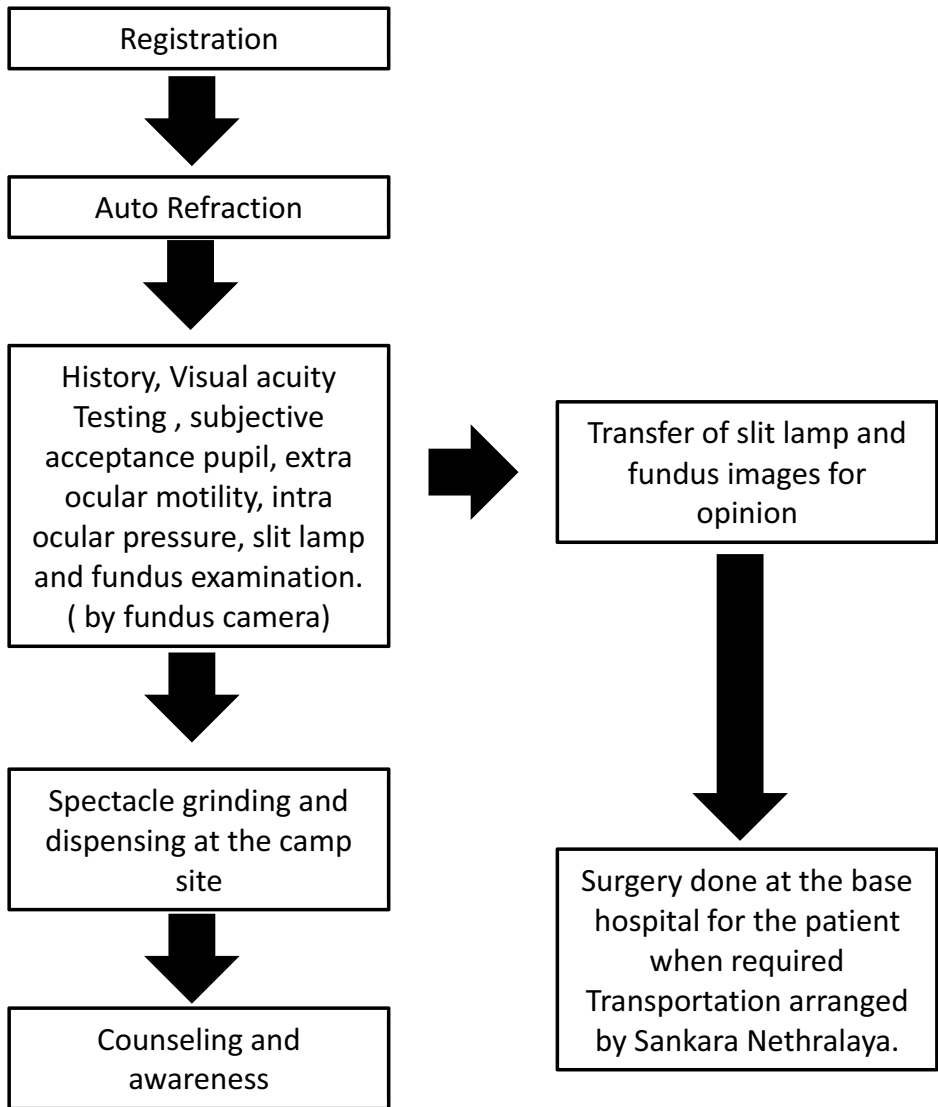 Registration
Auto Refraction
History, Visual acuity
Testing , subjective
acceptance pupil, extra
ocular motility, intra
ocular pressure, slit lamp
and fundus examination.
( by fundus camera)
Transfer of slit lamp and
fundus images for
opinion
Spectacle grinding and
dispensing at the camp
site
Surgery done at the base
hospital for the patient
when required
Transportation arranged
by Sankara Nethralaya.
Counseling and
awareness